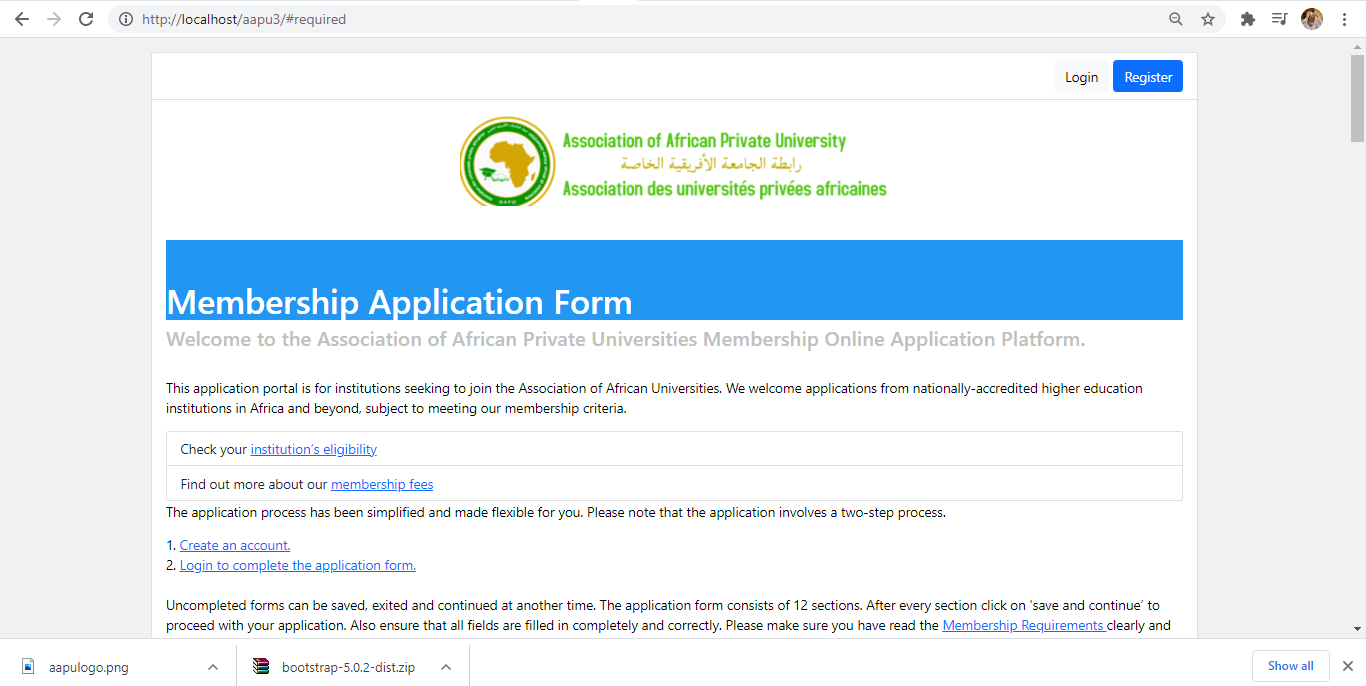 http://localhost/aapu3/#required
Login
Register
Association of African Private University
رابطة الجامعة الأفريقية الخاصة
Association des universités privées africaines
Membership Application Form
Welcome to the Association of African Private Universities Membership Online Application Platform.
This application portal is for institutions seeking to join the Association of African Universities. We welcome applications from nationally-accredited higher education
institutions in Africa and beyond, subject to meeting our membership criteria.
Check your institution’s eligibility
Find out more about our membership fees
The application process has been simplified and made flexible for you. Please note that the application involves a two-step process.
1. Create an account.
2. Login to complete the application form.
Uncompleted forms can be saved, exited and continued at another time. The application form consists of 12 sections. After every section click on 'save and continue’ to
proceed with your application. Also ensure that all fields are filled in completely and correctly. Please make sure you have read the Membership Requirements clearly and
aapulogo.png
bootstrap-5.0.2-dist.zip
Show all